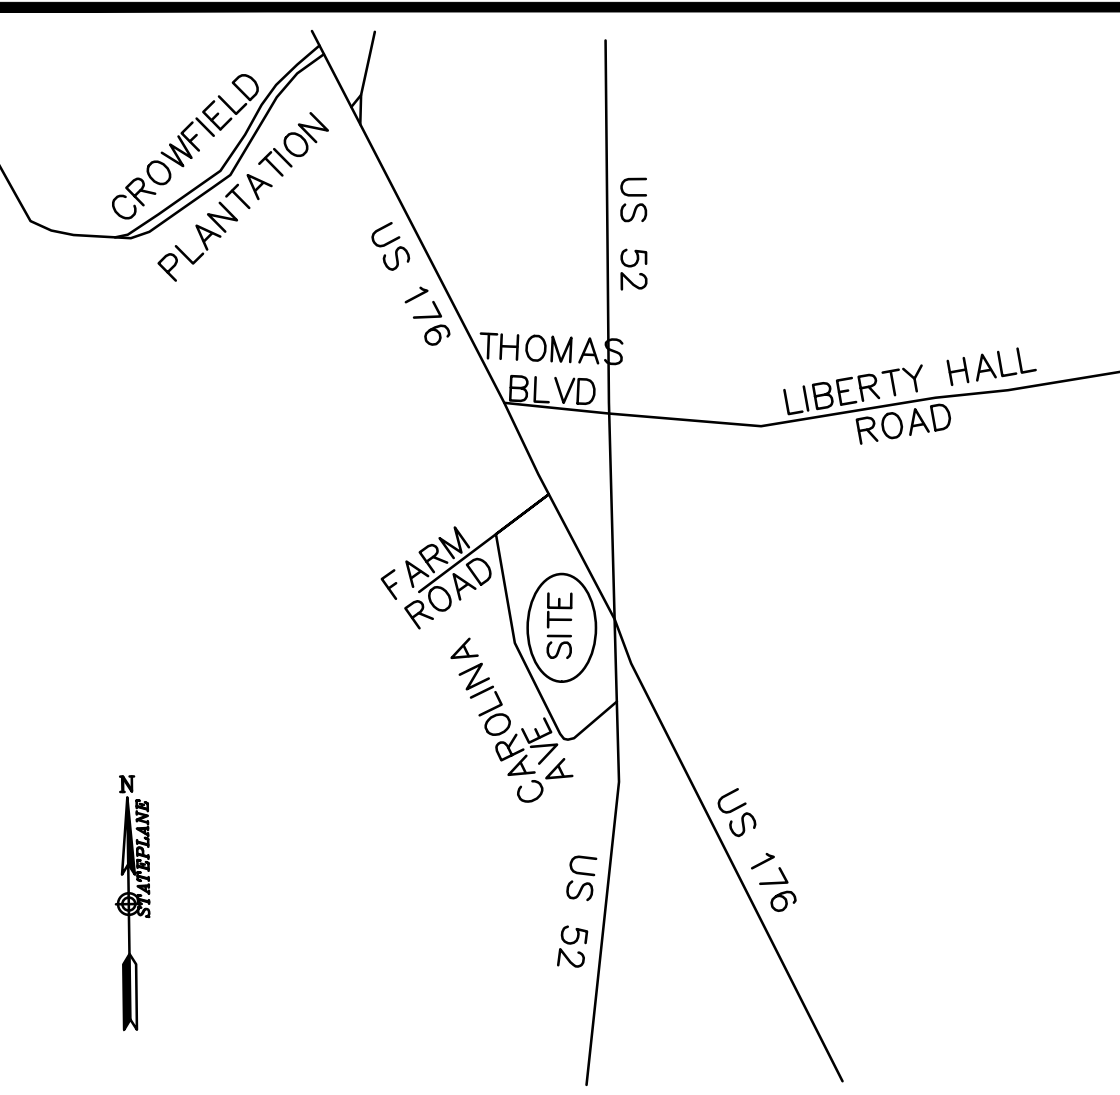 CROWFIELD
PLANTATION
US 176
US 52
THOMAS
BLVD
LIBERTY HALL
ROAD
FARM
ROAD
SITE
CAROLINA
AVE
N
STATEPLANE
US 176
US 52